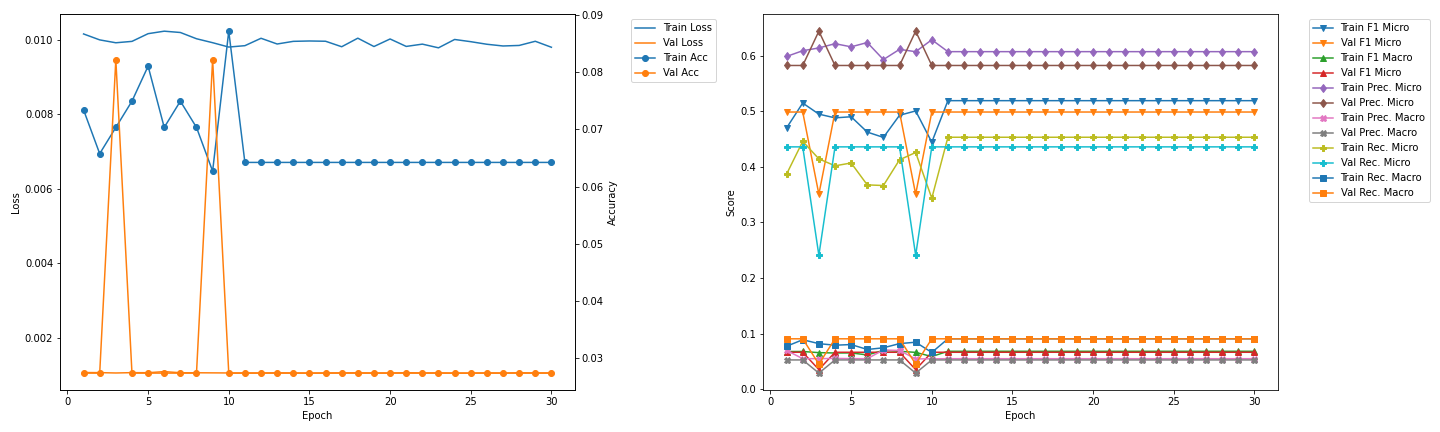 0.010
0.008
0.006
0.004
0.002
Loss
0
5
10
15
20
25
30
Epoch
0.09
0.08
0.07
0.06
0.05
0.04
0.03
Accuracy
Train Loss
Val Loss
Train Acc
Val Acc
0.6
0.5
0.4
0.3
0.2
0.1
0.0
Score
0
5
10
15
20
25
30
Epoch
Train F1 Micro
Val F1 Micro
Train F1 Macro
Val F1 Micro
Train Prec. Micro
Val Prec. Micro
Train Prec. Macro
Val Prec. Macro
Train Rec. Micro
Val Rec. Micro
Train Rec. Macro
Val Rec. Macro